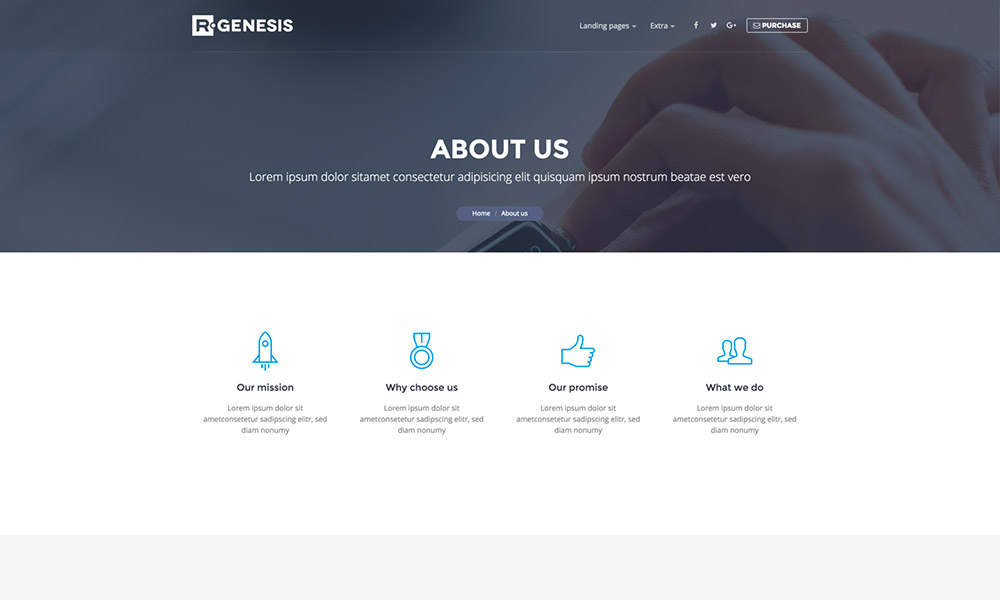 R GENESIS
Landing pages Extra PURCHASE
ABOUT US
Lorem ipsum dolor sitamet consectetur adipisicing elit quisquam ipsum nostrum beatae est vero
Home / About us
Our mission
Lorem ipsum dolor sit
ametconsetetur sadipscing elitr, sed
diam nonumy
Why choose us
Lorem ipsum dolor sit
ametconsetetur sadipscing elitr, sed
diam nonumy
Our promise
Lorem ipsum dolor sit
ametconsetetur sadipscing elitr, sed
diam nonumy
What we do
Lorem ipsum dolor sit
ametconsetetur sadipscing elitr, sed
diam nonumy